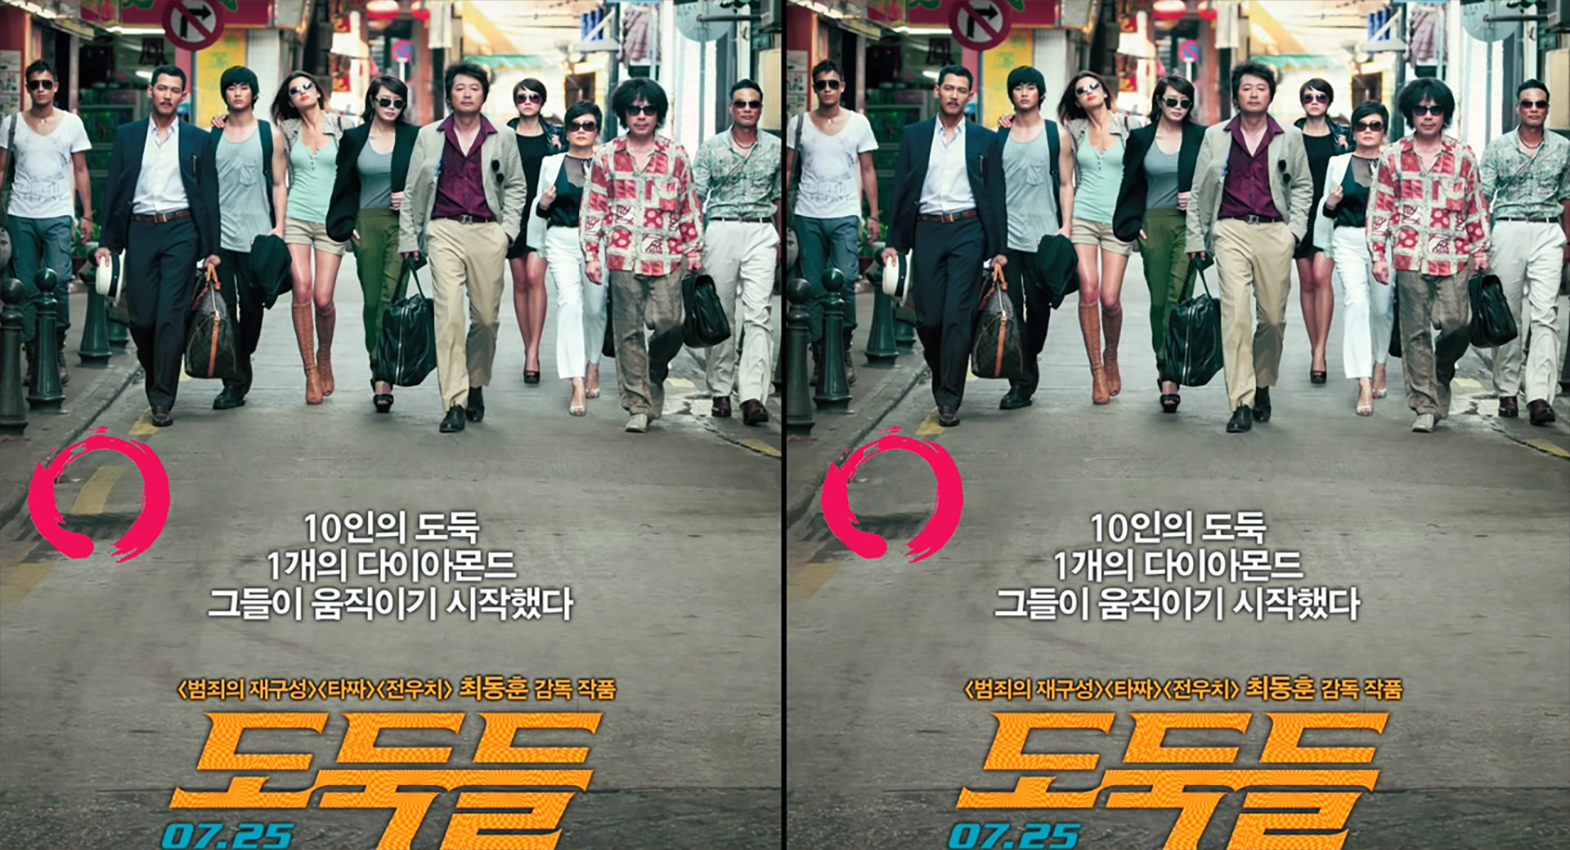 10인의 도둑
1개의 다이아몬드
그들이 움직이기 시작했다
<범죄의 재구성><타짜><전우치> 최동훈 감독 작품
도둑들
07.25
10인의 도둑
1개의 다이아몬드
그들이 움직이기 시작했다
<범죄의 재구성><타짜><전우치> 최동훈 감독 작품
도둑들
07.25